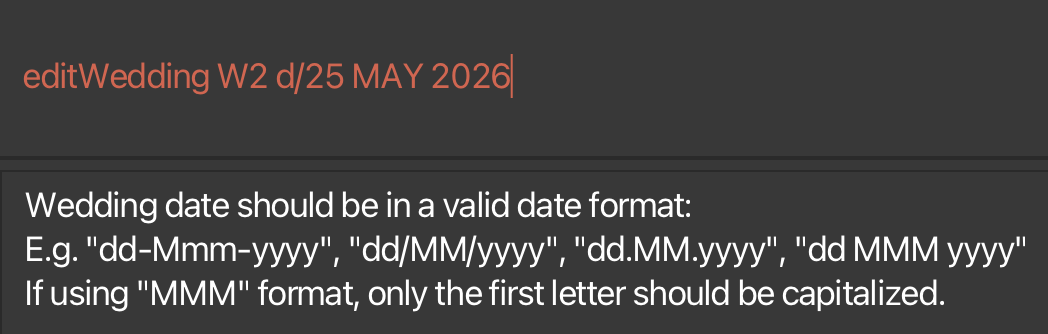 editWedding W2 d/25 MAY 2026
Wedding date should be in a valid date format:
E.g. "dd-Mmm-yyyy", "dd/MM/yyyy", "dd.MM.yyyy", "dd MMM yyyy"
If using "MMM" format, only the first letter should be capitalized.